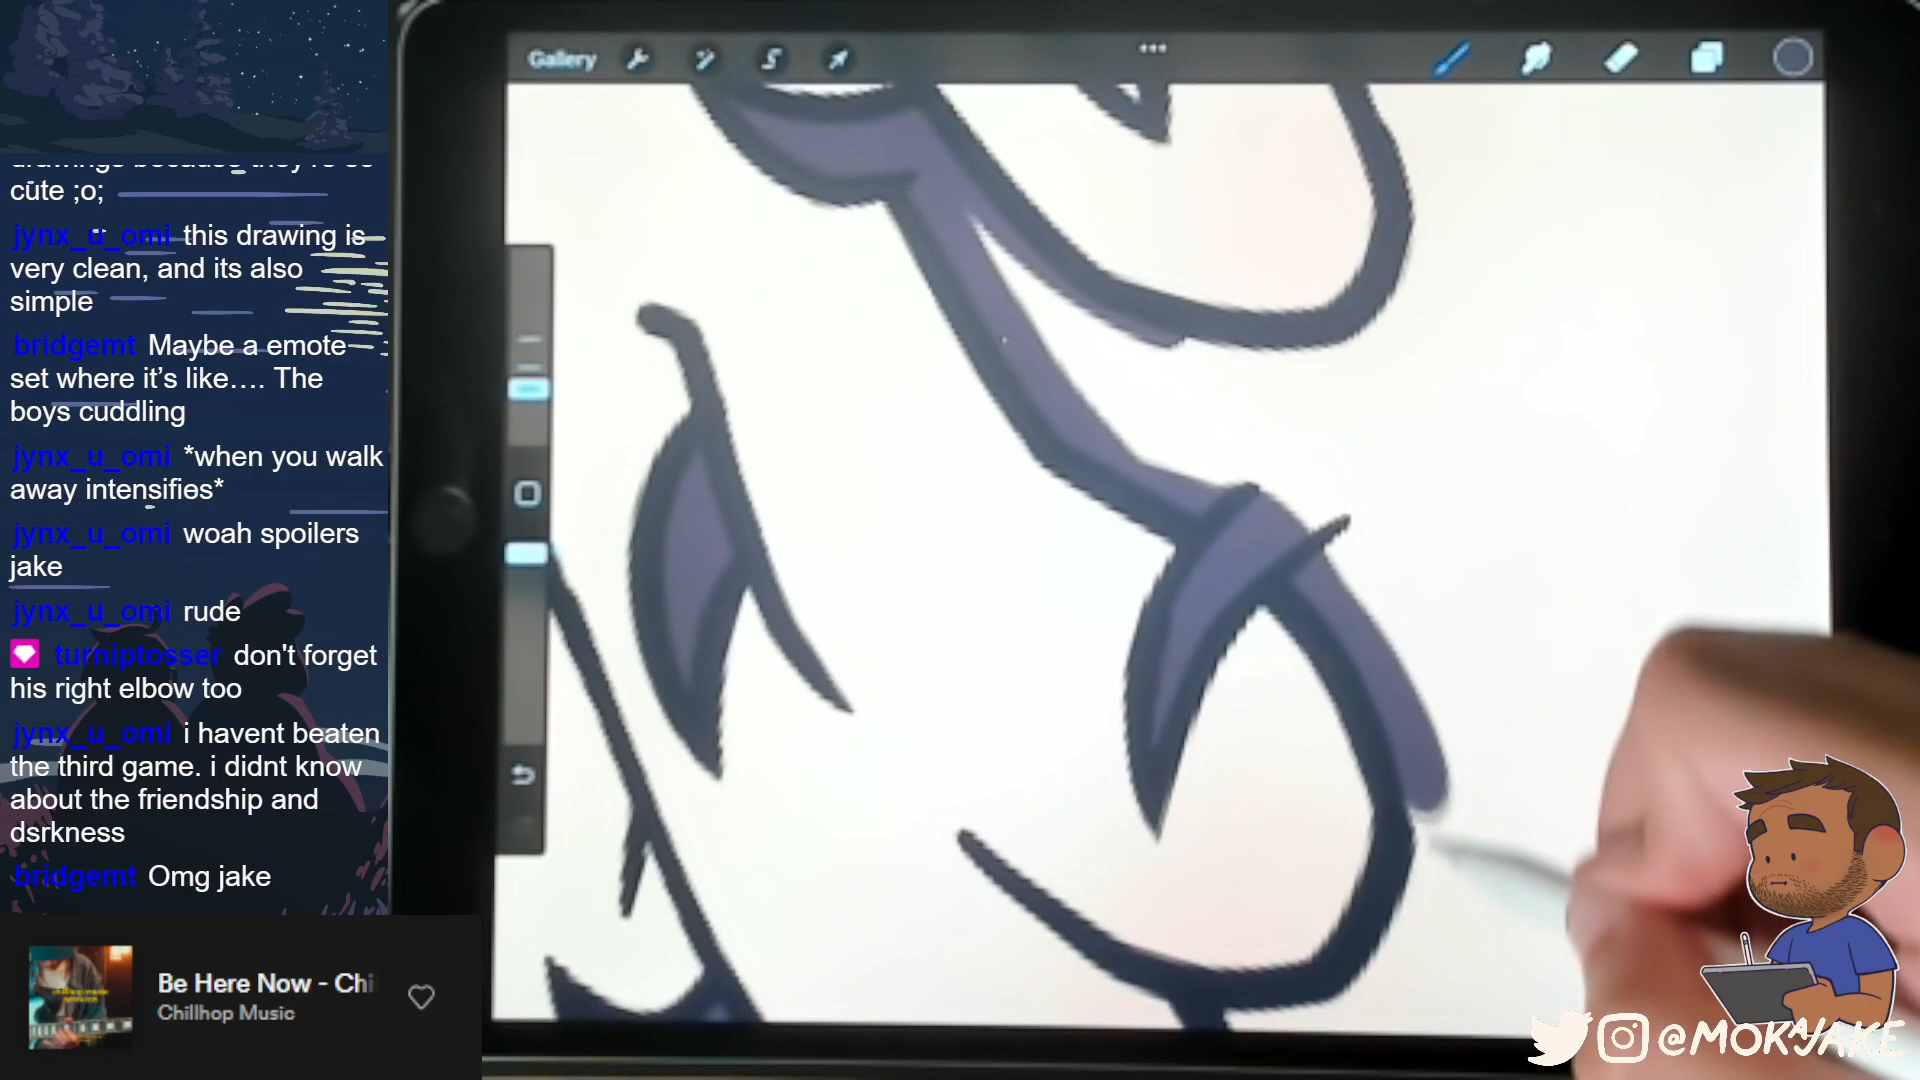 Gallery
cute ;o;
jynx_u_omi this drawing is
very clean, and its also
simple
bridgemt Maybe a emote
set where it’s like…. The
boys cuddling
jynx_u_omi *when you walk
away intensifies*
jynx_u_omi woah spoilers
jake
jynx_u_omi rude
turniptosser don't forget
his right elbow too
jynx_u_omi i havent beaten
the third game. i didnt know
about the friendship and
dsrkness
bridgemt Omg jake
Be Here Now - Chi
Chillhop Music
@MOKAJAKE